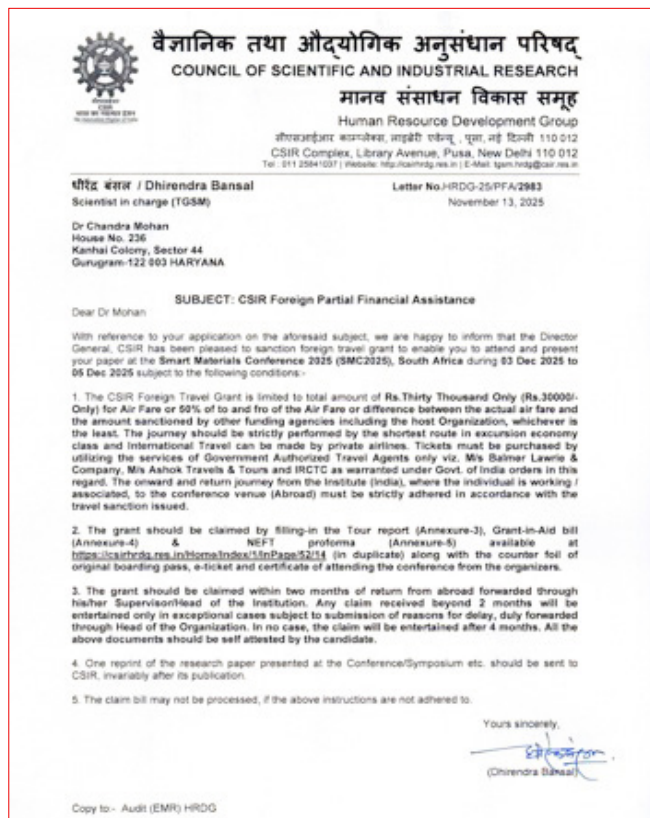 वैज्ञानिक तथा औद्योगिक अनुसंधान परिषद्
COUNCIL OF SCIENTIFIC AND INDUSTRIAL RESEARCH
मानव संसाधन विकास समूह
Human Resource Development Group
सीएसआईआर काम्प्लेक्स, लाइब्रेरी एवेन्यू, पूसा, नई दिल्ली 110 012
CSIR Complex, Library Avenue, Pusa, New Delhi 110 012
Tel : 011 25841037 | Website: http://csirhrdg.res.in | E-Mail: tgsm.hrdg@csir.res.in
सीएसआईआर
CSIR
धीरेंद्र बंसल / Dhirendra Bansal
Letter No.HRDG-25/PFA/2983
Scientist in charge (TGSM)
November 13, 2025
Dr Chandra Mohan
House No. 236
Kanhai Colony, Sector 44
Gurugram-122 003 HARYANA
SUBJECT: CSIR Foreign Partial Financial Assistance
Dear Dr Mohan
With reference to your application on the aforesaid subject, we are happy to inform that the Director
General, CSIR has been pleased to sanction foreign travel grant to enable you to attend and present
your paper at the Smart Materials Conference 2025 (SMC2025), South Africa during 03 Dec 2025 to
05 Dec 2025 subject to the following conditions:-
1. The CSIR Foreign Travel Grant is limited to total amount of Rs.Thirty Thousand Only (Rs.30000/-
Only) for Air Fare or 50% of to and fro of the Air Fare or difference between the actual air fare and
the amount sanctioned by other funding agencies including the host Organization, whichever is
the least. The journey should be strictly performed by the shortest route in excursion economy
class and International Travel can be made by private airlines. Tickets must be purchased by
utilizing the services of Government Authorized Travel Agents only viz. M/s Balmer Lawrie &
Company, M/s Ashok Travels & Tours and IRCTC as warranted under Govt. of India orders in this
regard. The onward and return journey from the Institute (India), where the individual is working /
associated, to the conference venue (Abroad) must be strictly adhered in accordance with the
travel sanction issued.
2. The grant should be claimed by filling-in the Tour report (Annexure-3), Grant-in-Aid bill
(Annexure-4) & NEFT proforma (Annexure-5) available at
https://csirhrdg.res.in/Home/Index/1/InPage/52/14 (in duplicate) along with the counter foil of
original boarding pass, e-ticket and certificate of attending the conference from the organizers.
3. The grant should be claimed within two months of return from abroad forwarded through
his/her Supervisor/Head of the Institution. Any claim received beyond 2 months will be
entertained only in exceptional cases subject to submission of reasons for delay, duly forwarded
through Head of the Organization. In no case, the claim will be entertained after 4 months. All the
above documents should be self attested by the candidate.
4. One reprint of the research paper presented at the Conference/Symposium etc. should be sent to
CSIR, invariably after its publication.
5. The claim bill may not be processed, if the above instructions are not adhered to.
Yours sincerely,
(Dhirendra Bansal)
Copy to:- Audit (EMR) HRDG